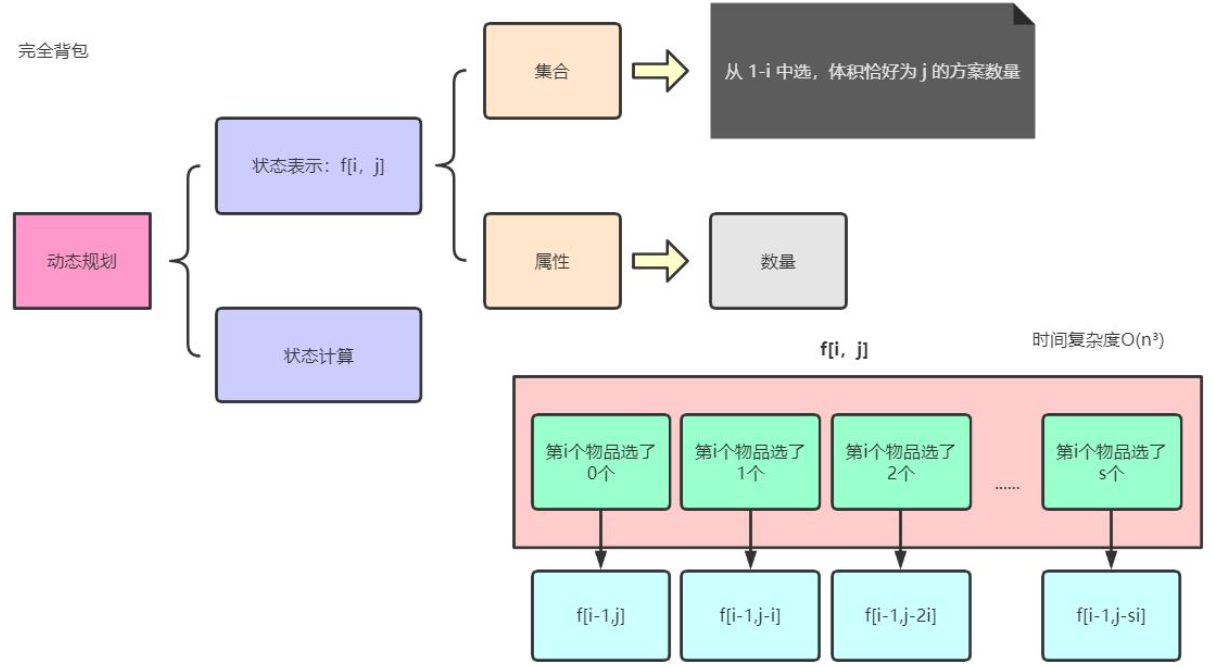 完全背包
集合
从 1-i 中选，体积恰好为 j 的方案数量
状态表示：f[i，j]
动态规划
属性
数量
状态计算
f[i，j]
时间复杂度O(n³)
第i个物品选了
0个
第i个物品选了
1个
第i个物品选了
2个
......
第i个物品选了
s个
f[i-1,j]
f[i-1,j-i]
f[i-1,j-2i]
f[i-1,j-si]